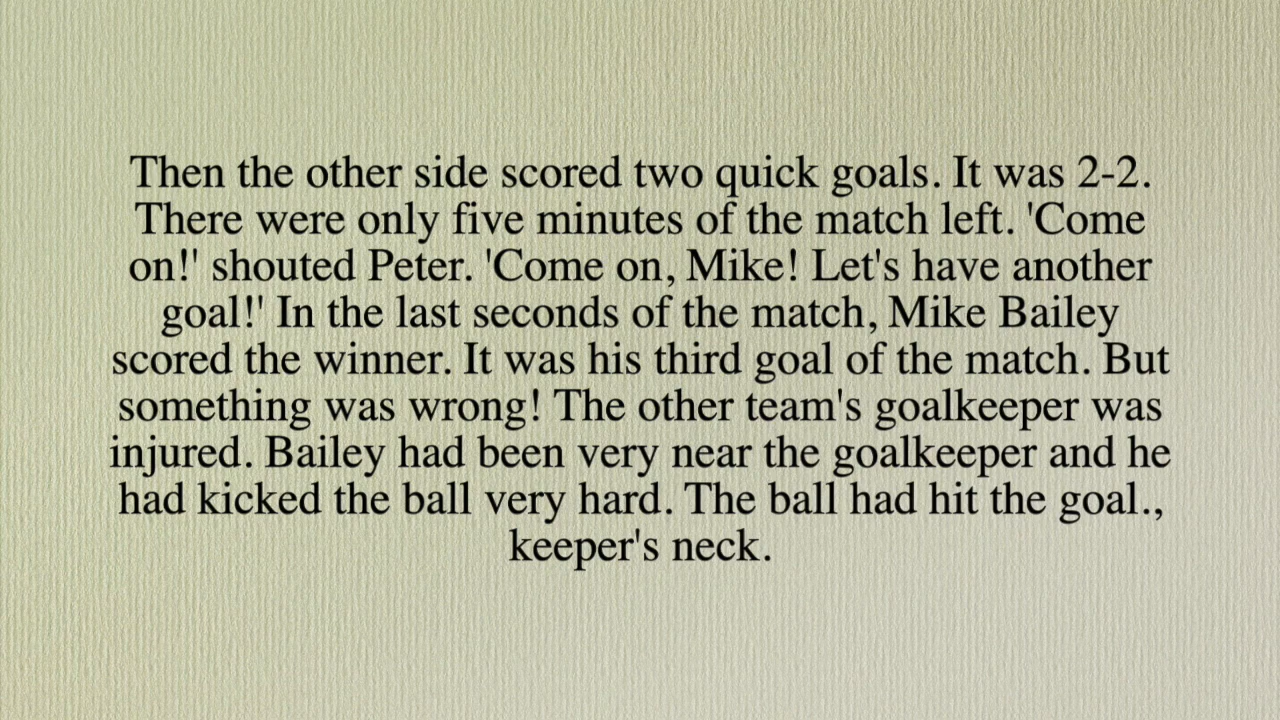 Then the other side scored two quick goals. It was 2-2.
There were only five minutes of the match left. 'Come
on!' shouted Peter. 'Come on, Mike! Let's have another
goal!' In the last seconds of the match, Mike Bailey
scored the winner. It was his third goal of the match. But
something was wrong! The other team's goalkeeper was
injured. Bailey had been very near the goalkeeper and he
had kicked the ball very hard. The ball had hit the goal.,
keeper's neck.